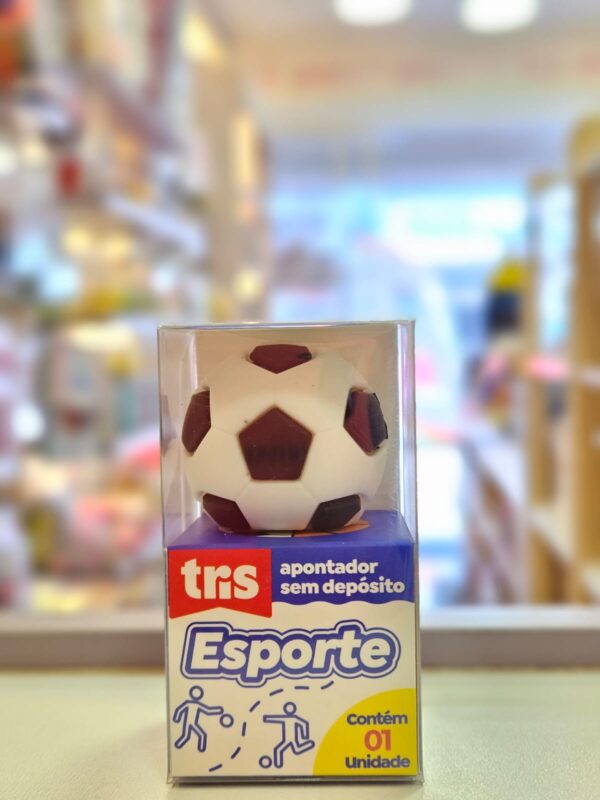 tris
apontador
sem depósito
Esporte
Contém
01
Unidade